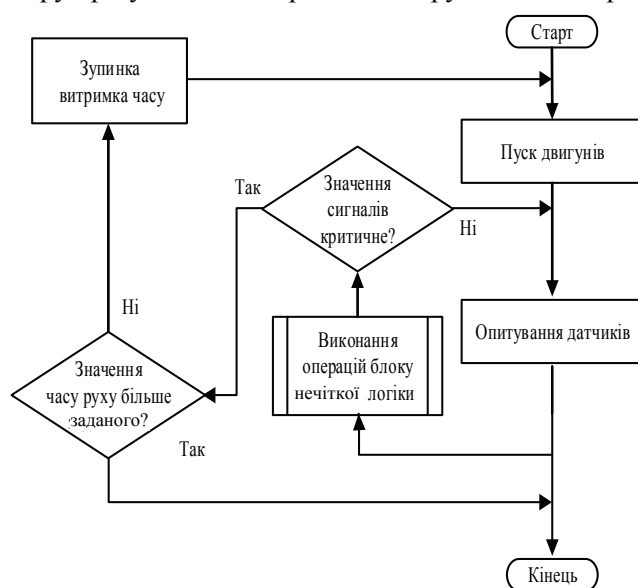 Старт
Зупинка
витримка часу
Пуск двигунів
Так
Значення
сигналів
критичне?
Ні
Опитування датчиків
Виконання
операцій блоку
нечіткої логіки
Ні
Значення
часу руху більше
заданого?
Так
Кінець